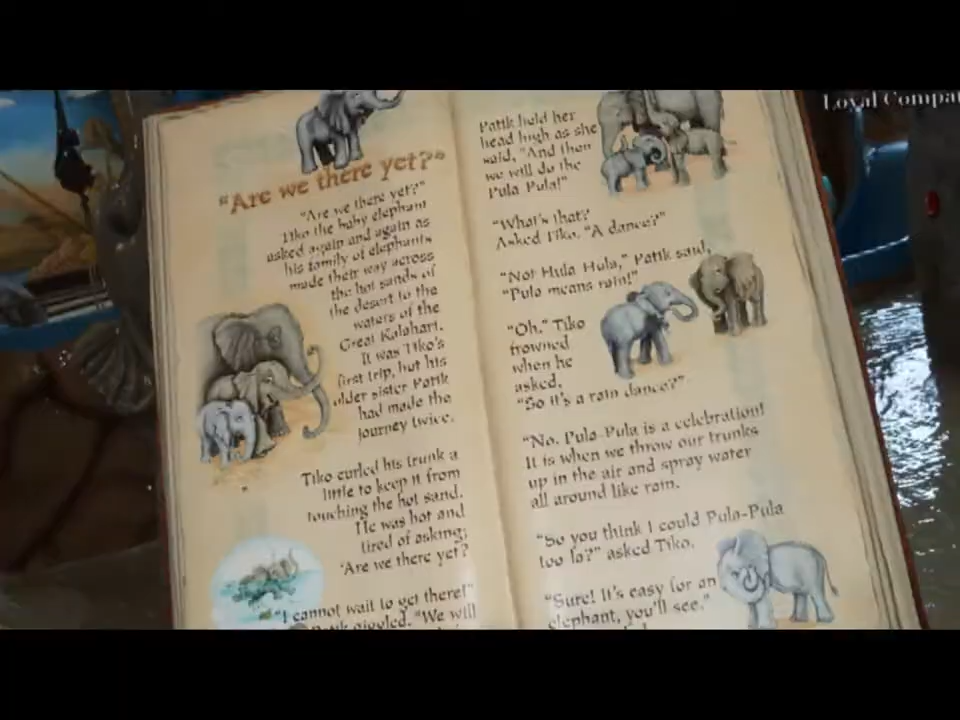 "Are we there yet?"
"Are we there yet?"
Tiko the baby elephant
asked again and again as
his family of elephants
made their way across
the hot sands of
the desert to the
waters of the
Great Kalahari.
It was Tiko's
first trip, but his
older sister Patik
had made the
journey twice.
Tiko curled his trunk a
little to keep it from
touching the hot sand.
He was hot and
tired of asking;
"Are we there yet?
"I cannot wait to get there!"
Patik giggled. "We will
Patik held her
head high as she
said, "And then
we will do the
Pula Pula!"
"What's that?
Asked Tiko. "A dance?"
"Not Hula Hula," Patik said,
"Pula means rain!"
"Oh." Tiko
frowned
when he
asked,
"So it's a rain dance?"
"No. Pula-Pula is a celebration!
It is when we throw our trunks
up in the air and spray water
all around like rain.
"So you think I could Pula-Pula
too la?" asked Tiko.
"Sure! It's easy for an
elephant, you'll see."
Loyal